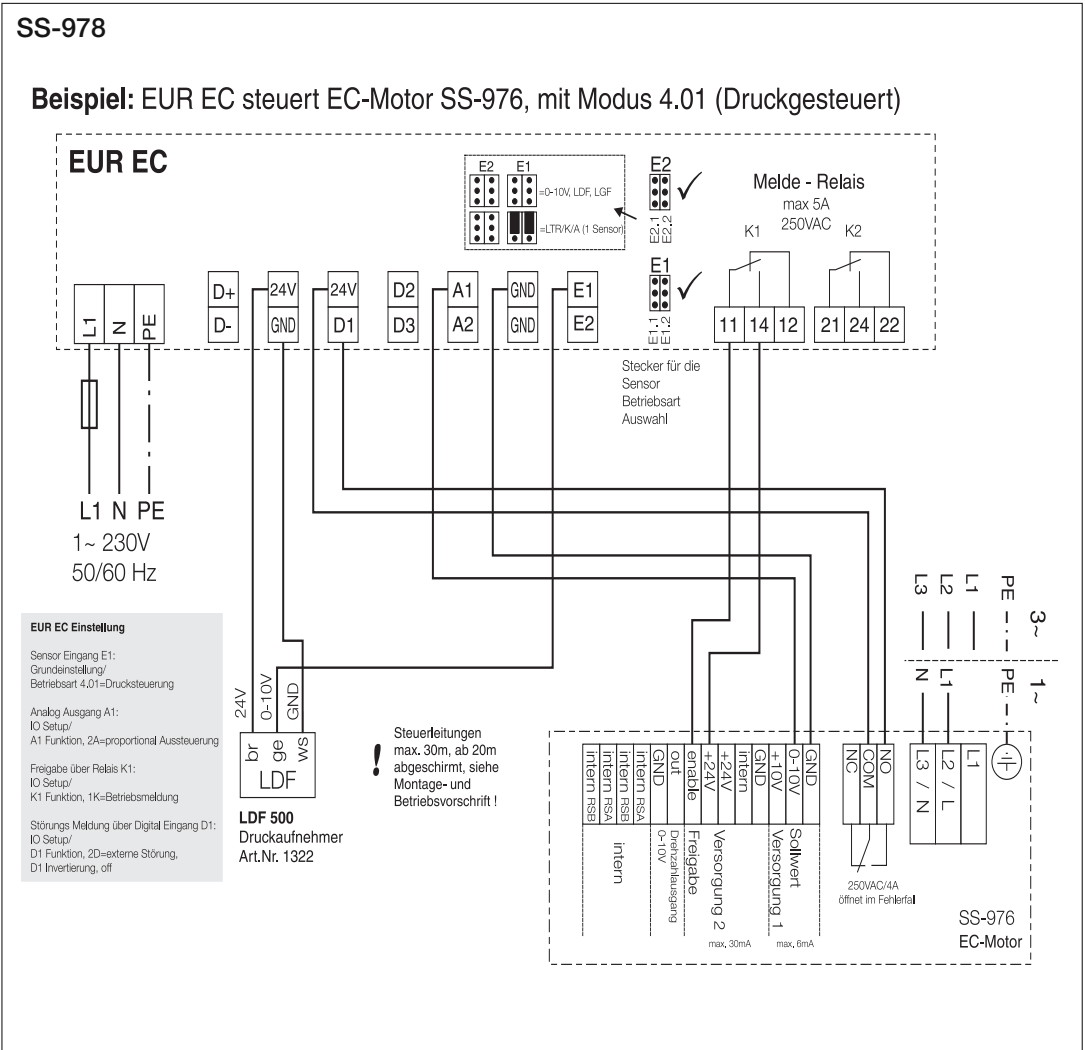 SS-978
Beispiel: EUR EC steuert EC-Motor SS-976, mit Modus 4.01 (Druckgesteuert)
EUR EC
E2 E1
=0-10V, LDF, LGF
=LTR/K/A (1 Sensor)
E2
E2.1
E2.2
E1
E1.1
E1.2
Stecker für die
Sensor
Betriebsart
Auswahl
Melde - Relais
max 5A
250VAC
K1 K2
L1 N PE
D+ 24V 24V D2 A1 GND E1
D- GND D1 D3 A2 GND E2
11 14 12 21 24 22
L1 N PE
1~ 230V
50/60 Hz
EUR EC Einstellung
Sensor Eingang E1:
Grundeinstellung/
Betriebsart 4.01=Drucksteuerung
Analog Ausgang A1:
IO Setup/
A1 Funktion, 2A=proportional Aussteuerung
Freigabe über Relais K1:
IO Setup/
K1 Funktion, 1K=Betriebsmeldung
Störungs Meldung über Digital Eingang D1:
IO Setup/
D1 Funktion, 2D=externe Störung,
D1 Invertierung, off
24V
0-10V
GND
br
ge
ws
LDF
LDF 500
Druckaufnehmer
Art.Nr. 1322
!
Steuerleitungen
max. 30m, ab 20m
abgeschirmt, siehe
Montage- und
Betriebsvorschrift !
L3
L2
L1
PE
3~
N
L1
PE
1~
intern RSB
intern RSA
intern RSB
intern RSA
GND
out
enable
+24V
+24V
intern
GND
+10V
0-10V
GND
intern
Drehzahlausgang
0-10V
Freigabe
Versorgung 2
max. 30mA
Sollwert
Versorgung 1
max. 6mA
NC
COM
NO
250VAC/4A
öffnet im Fehlerfall
L3 / N
L2 / L
L1
SS-976
EC-Motor